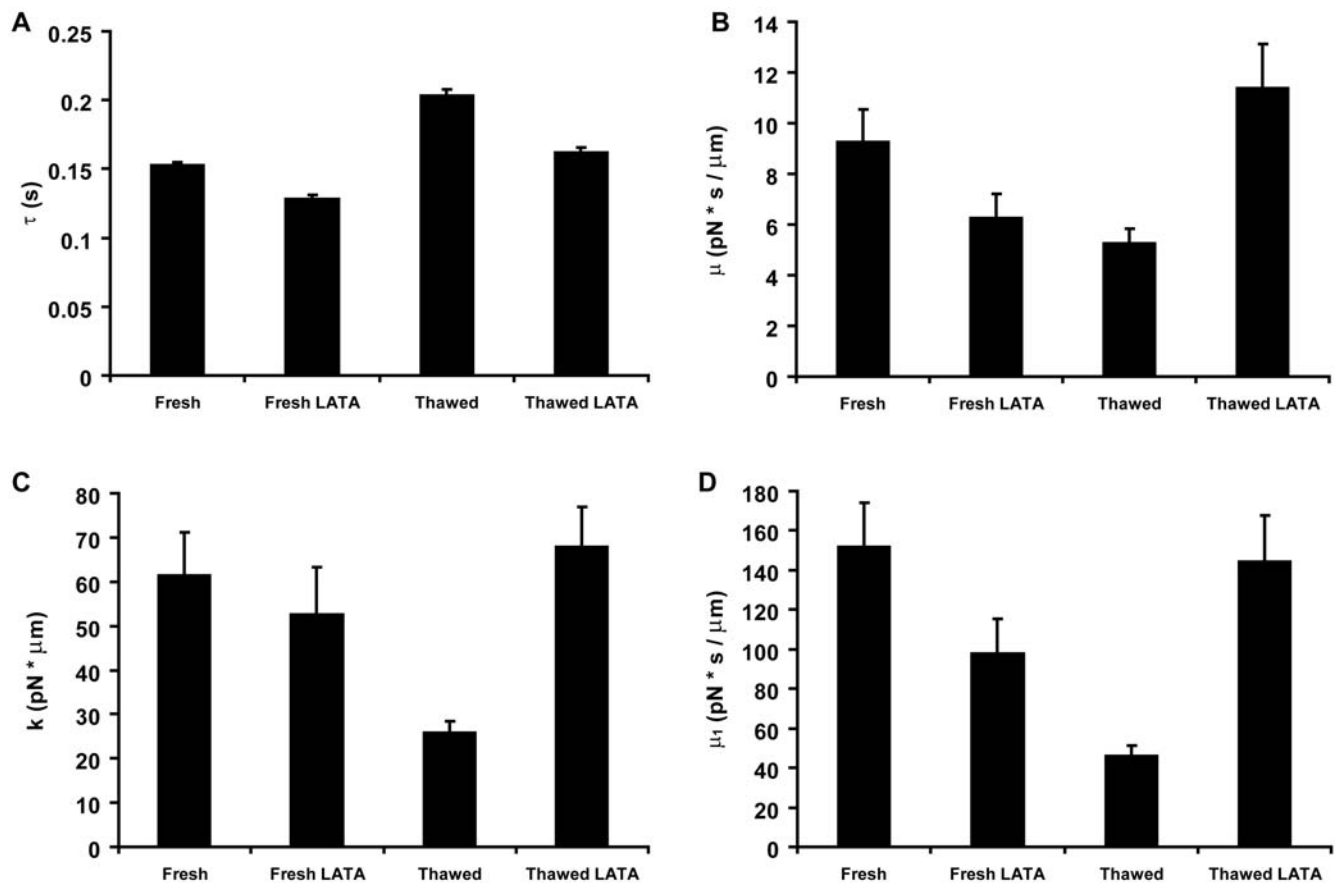 A
0.25
0.2
0.15
0.1
0.05
0
τ (s)
Fresh Fresh LATA Thawed Thawed LATA
B
14
12
10
8
6
4
2
0
μ (pN * s / μm)
Fresh Fresh LATA Thawed Thawed LATA
C
80
70
60
50
40
30
20
10
0
k (pN * μm)
Fresh Fresh LATA Thawed Thawed LATA
D
180
160
140
120
100
80
60
40
20
0
μ₁ (pN * s / μm)
Fresh Fresh LATA Thawed Thawed LATA